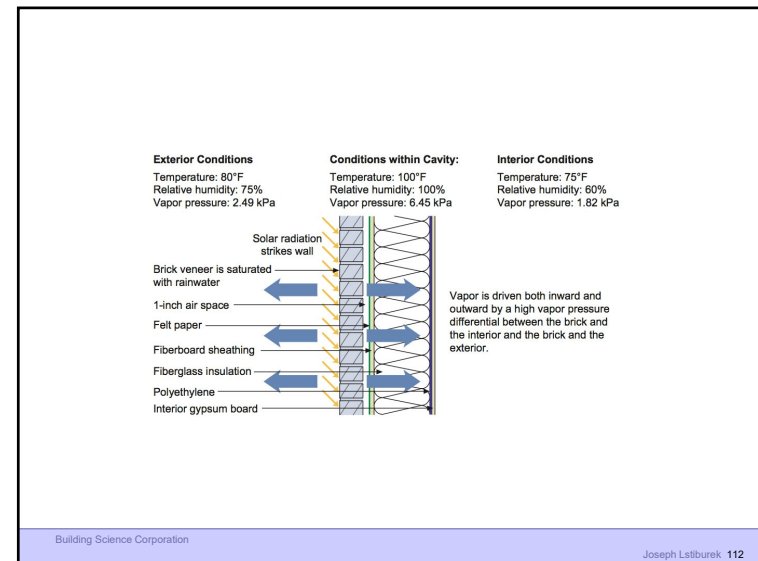 Exterior Conditions
Temperature: 80°F
Relative humidity: 75%
Vapor pressure: 2.49 kPa
Conditions within Cavity:
Temperature: 100°F
Relative humidity: 100%
Vapor pressure: 6.45 kPa
Interior Conditions
Temperature: 75°F
Relative humidity: 60%
Vapor pressure: 1.82 kPa
Solar radiation
strikes wall
Brick veneer is saturated
with rainwater
1-inch air space
Felt paper
Fiberboard sheathing
Fiberglass insulation
Polyethylene
Interior gypsum board
Vapor is driven both inward and
outward by a high vapor pressure
differential between the brick and
the interior and the brick and the
exterior.
Building Science Corporation
Joseph Lstiburek 112